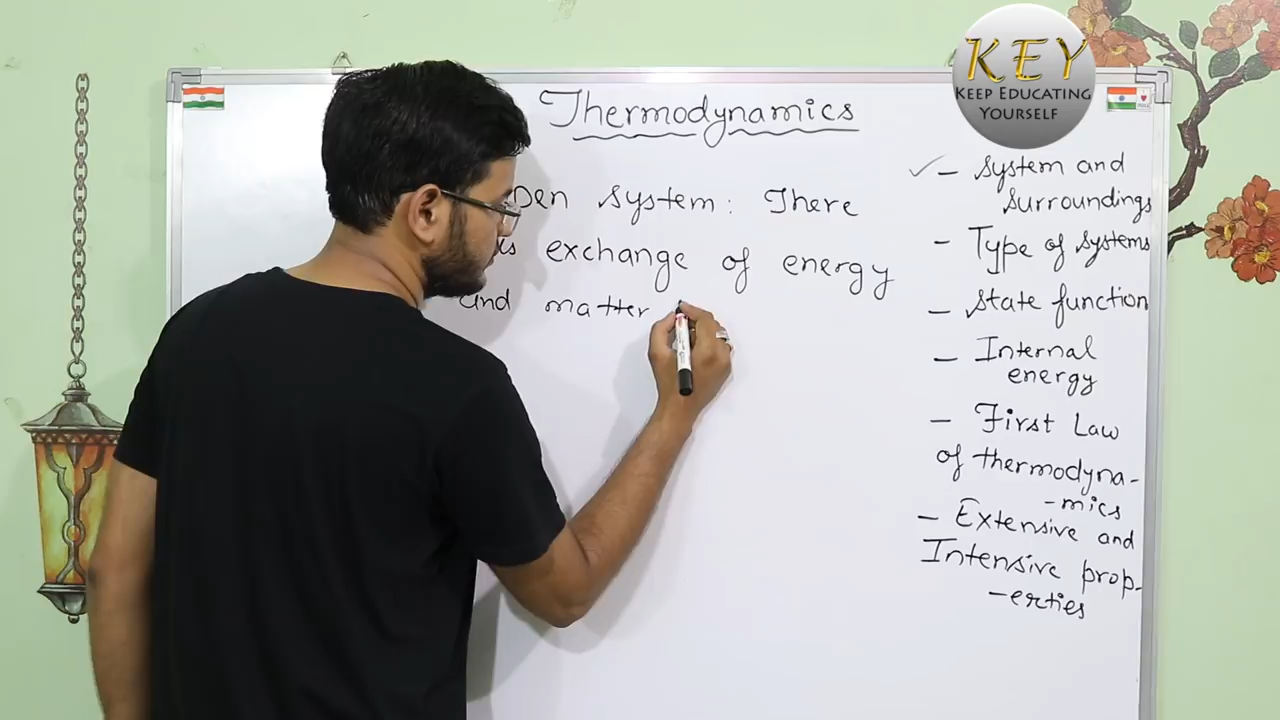 KEY
KEEP EDUCATING
YOURSELF
Thermodynamics
system: There
is exchange of energy
and matter
- System and
surroundings
- Type of systems
- State function
- Internal
energy
- First Law
of thermodyna-
-mics
- Extensive and
Intensive prop-
-erties